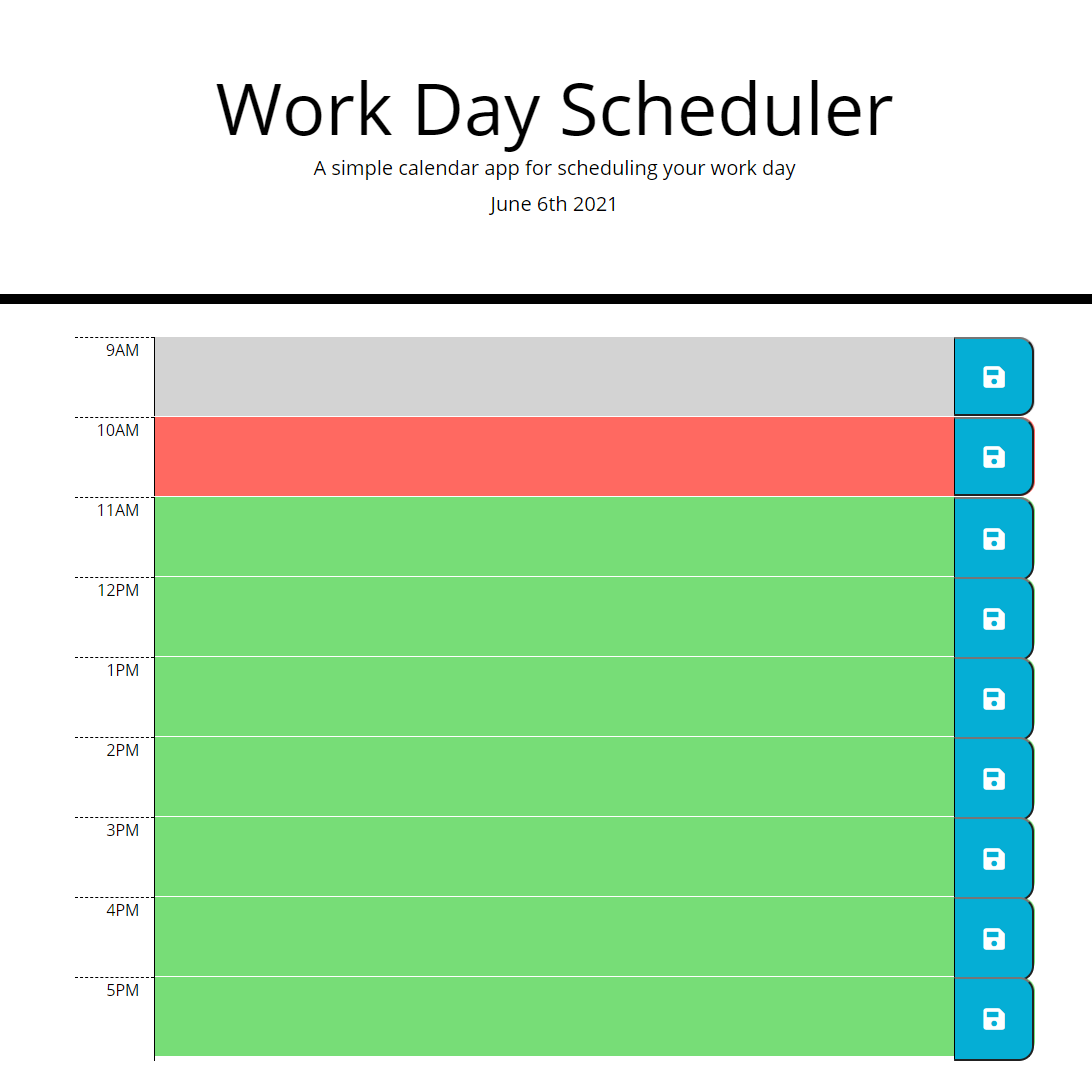 Work Day Scheduler
A simple calendar app for scheduling your work day
June 6th 2021
9AM
10AM
11AM
12PM
1PM
2PM
3PM
4PM
5PM